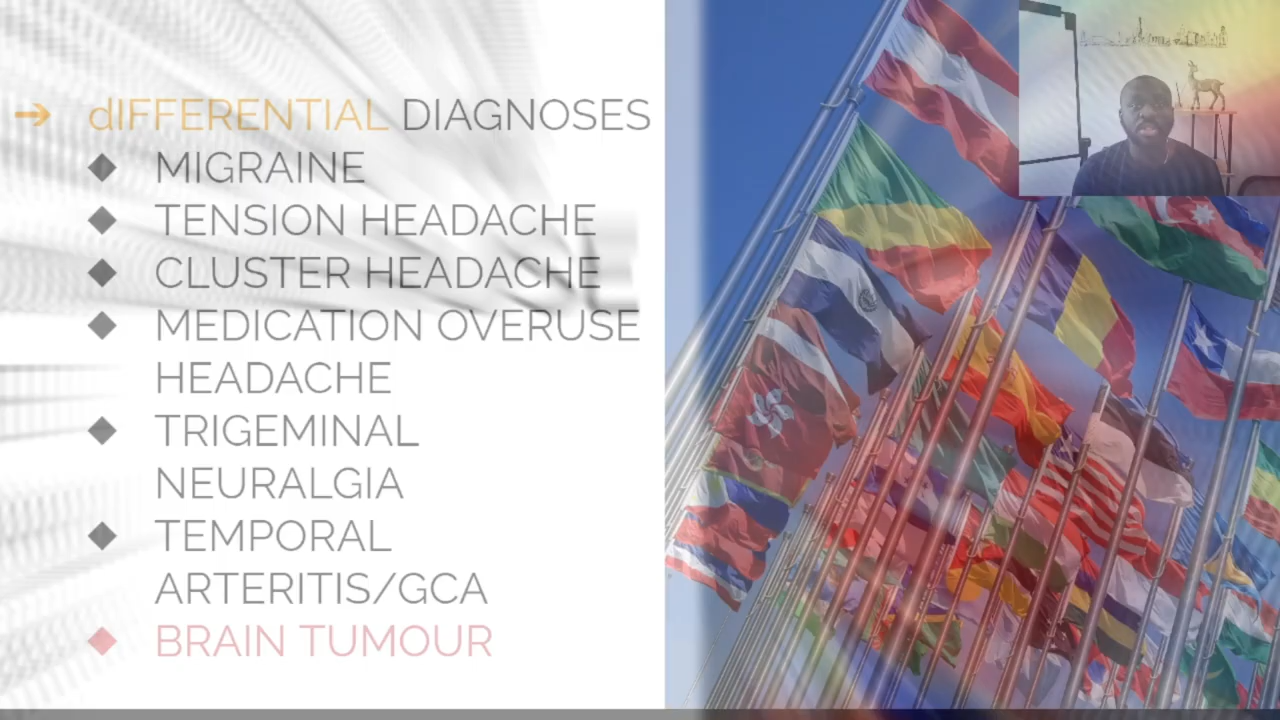 dIFFERENTIAL DIAGNOSES
MIGRAINE
TENSION HEADACHE
CLUSTER HEADACHE
MEDICATION OVERUSE
HEADACHE
TRIGEMINAL
NEURALGIA
TEMPORAL
ARTERITIS/GCA
BRAIN TUMOUR